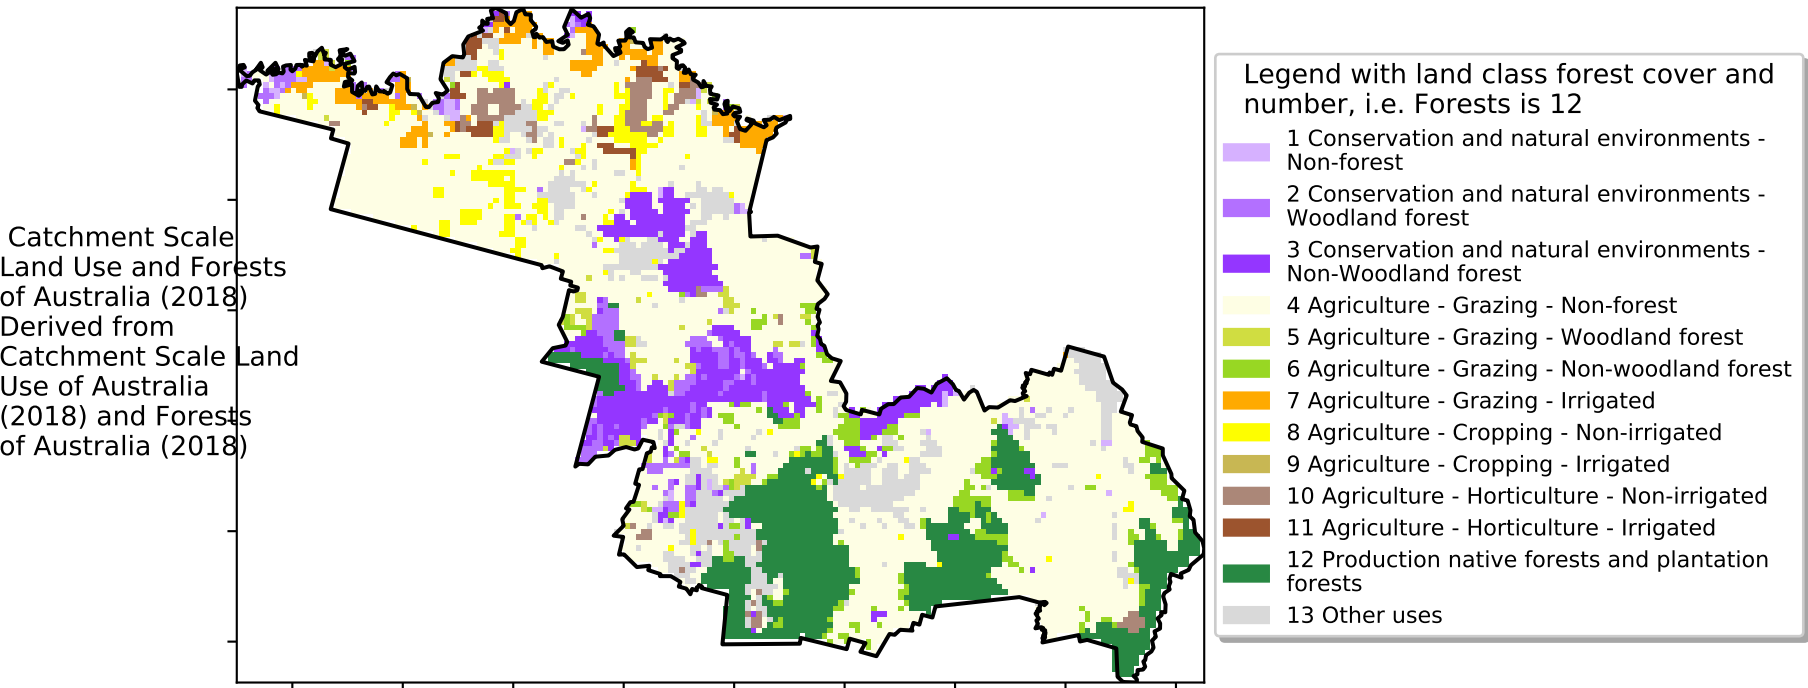 Catchment Scale
Land Use and Forests
of Australia (2018)
Derived from
Catchment Scale Land
Use of Australia
(2018) and Forests
of Australia (2018)
Legend with land class forest cover and
number, i.e. Forests is 12
1 Conservation and natural environments -
Non-forest
2 Conservation and natural environments -
Woodland forest
3 Conservation and natural environments -
Non-Woodland forest
4 Agriculture - Grazing - Non-forest
5 Agriculture - Grazing - Woodland forest
6 Agriculture - Grazing - Non-woodland forest
7 Agriculture - Grazing - Irrigated
8 Agriculture - Cropping - Non-irrigated
9 Agriculture - Cropping - Irrigated
10 Agriculture - Horticulture - Non-irrigated
11 Agriculture - Horticulture - Irrigated
12 Production native forests and plantation
forests
13 Other uses